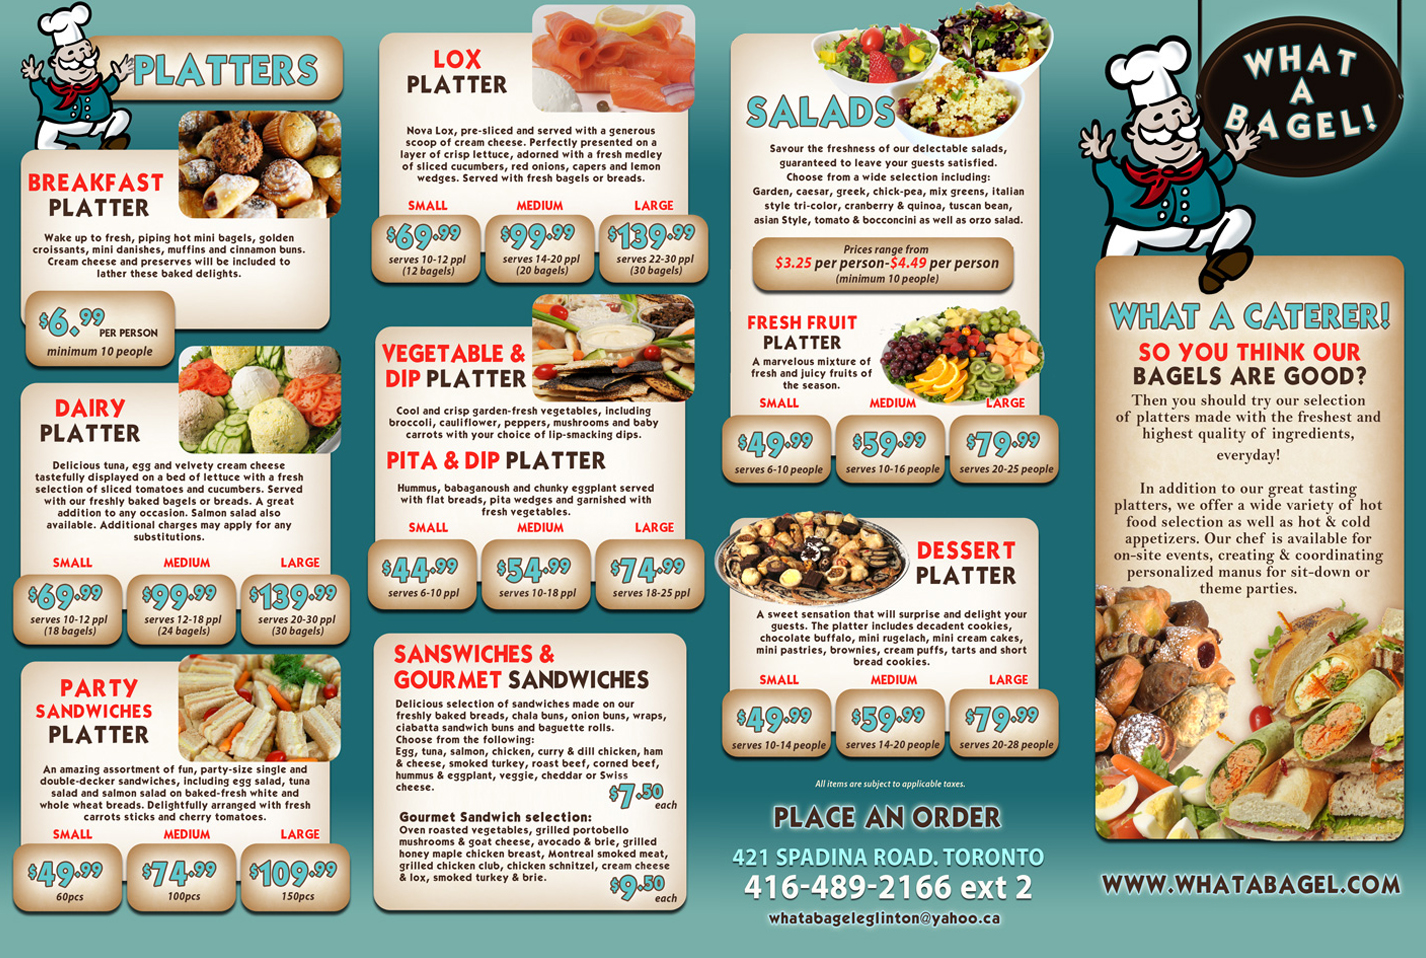 PLATTERS
BREAKFAST
PLATTER
Wake up to fresh, piping hot mini bagels, golden
croissants, mini danishes, muffins and cinnamon buns.
Cream cheese and preserves will be included to
lather these baked delights.
$6.99 PER PERSON
minimum 10 people
DAIRY
PLATTER
Delicious tuna, egg and velvety cream cheese
tastefully displayed on a bed of lettuce with a fresh
selection of sliced tomatoes and cucumbers. Served
with our freshly baked bagels or breads. A great
addition to any occasion. Salmon salad also
available. Additional charges may apply for any
substitutions.
SMALL MEDIUM LARGE
$69.99 $99.99 $139.99
serves 10-12 ppl serves 12-18 ppl serves 20-30 ppl
(18 bagels) (24 bagels) (30 bagels)
PARTY
SANDWICHES
PLATTER
An amazing assortment of fun, party-size single and
double-decker sandwiches, including egg salad, tuna
salad and salmon salad on baked-fresh white and
whole wheat breads. Delightfully arranged with fresh
carrots sticks and cherry tomatoes.
SMALL MEDIUM LARGE
$49.99 $74.99 $109.99
60pcs 100pcs 150pcs
LOX
PLATTER
Nova Lox, pre-sliced and served with a generous
scoop of cream cheese. Perfectly presented on a
layer of crisp lettuce, adorned with a fresh medley
of sliced cucumbers, red onions, capers and lemon
wedges. Served with fresh bagels or breads.
SMALL MEDIUM LARGE
$69.99 $99.99 $139.99
serves 10-12 ppl serves 14-20 ppl serves 22-30 ppl
(12 bagels) (20 bagels) (30 bagels)
VEGETABLE &
DIP PLATTER
Cool and crisp garden-fresh vegetables, including
broccoli, cauliflower, peppers, mushrooms and baby
carrots with your choice of lip-smacking dips.
PITA & DIP PLATTER
Hummus, babaganoush and chunky eggplant served
with flat breads, pita wedges and garnished with
fresh vegetables.
SMALL MEDIUM LARGE
$44.99 $54.99 $74.99
serves 6-10 ppl serves 10-18 ppl serves 18-25 ppl
SANSWICHES &
GOURMET SANDWICHES
Delicious selection of sandwiches made on our
freshly baked breads, chala buns, onion buns, wraps,
ciabatta sandwich buns and baguette rolls.
Choose from the following:
Egg, tuna, salmon, chicken, curry & dill chicken, ham
& cheese, smoked turkey, roast beef, corned beef,
hummus & eggplant, veggie, cheddar or Swiss
cheese.
$7.50 each
Gourmet Sandwich selection:
Oven roasted vegetables, grilled portobello
mushrooms & goat cheese, avocado & brie, grilled
honey maple chicken breast, Montreal smoked meat,
grilled chicken club, chicken schnitzel, cream cheese
& lox, smoked turkey & brie.
$9.50 each
SALADS
Savour the freshness of our delectable salads,
guaranteed to leave your guests satisfied.
Choose from a wide selection including:
Garden, caesar, greek, chick-pea, mix greens, italian
style tri-color, cranberry & quinoa, tuscan bean,
asian Style, tomato & bocconcini as well as orzo salad.
Prices range from
$3.25 per person-$4.49 per person
(minimum 10 people)
FRESH FRUIT
PLATTER
A marvelous mixture of
fresh and juicy fruits of
the season.
SMALL MEDIUM LARGE
$49.99 $59.99 $79.99
serves 6-10 people serves 10-16 people serves 20-25 people
DESSERT
PLATTER
A sweet sensation that will surprise and delight your
guests. The platter includes decadent cookies,
chocolate buffalo, mini rugelach, mini cream cakes,
mini pastries, brownies, cream puffs, tarts and short
bread cookies.
SMALL MEDIUM LARGE
$49.99 $59.99 $79.99
serves 10-14 people serves 14-20 people serves 20-28 people
All items are subject to applicable taxes.
PLACE AN ORDER
421 SPADINA ROAD. TORONTO
416-489-2166 ext 2
whatabageleglinton@yahoo.ca
WHAT
A
BAGEL!
WHAT A CATERER!
SO YOU THINK OUR
BAGELS ARE GOOD?
Then you should try our selection
of platters made with the freshest and
highest quality of ingredients,
everyday!
In addition to our great tasting
platters, we offer a wide variety of hot
food selection as well as hot & cold
appetizers. Our chef is available for
on-site events, creating & coordinating
personalized manus for sit-down or
theme parties.
WWW.WHATABAGEL.COM